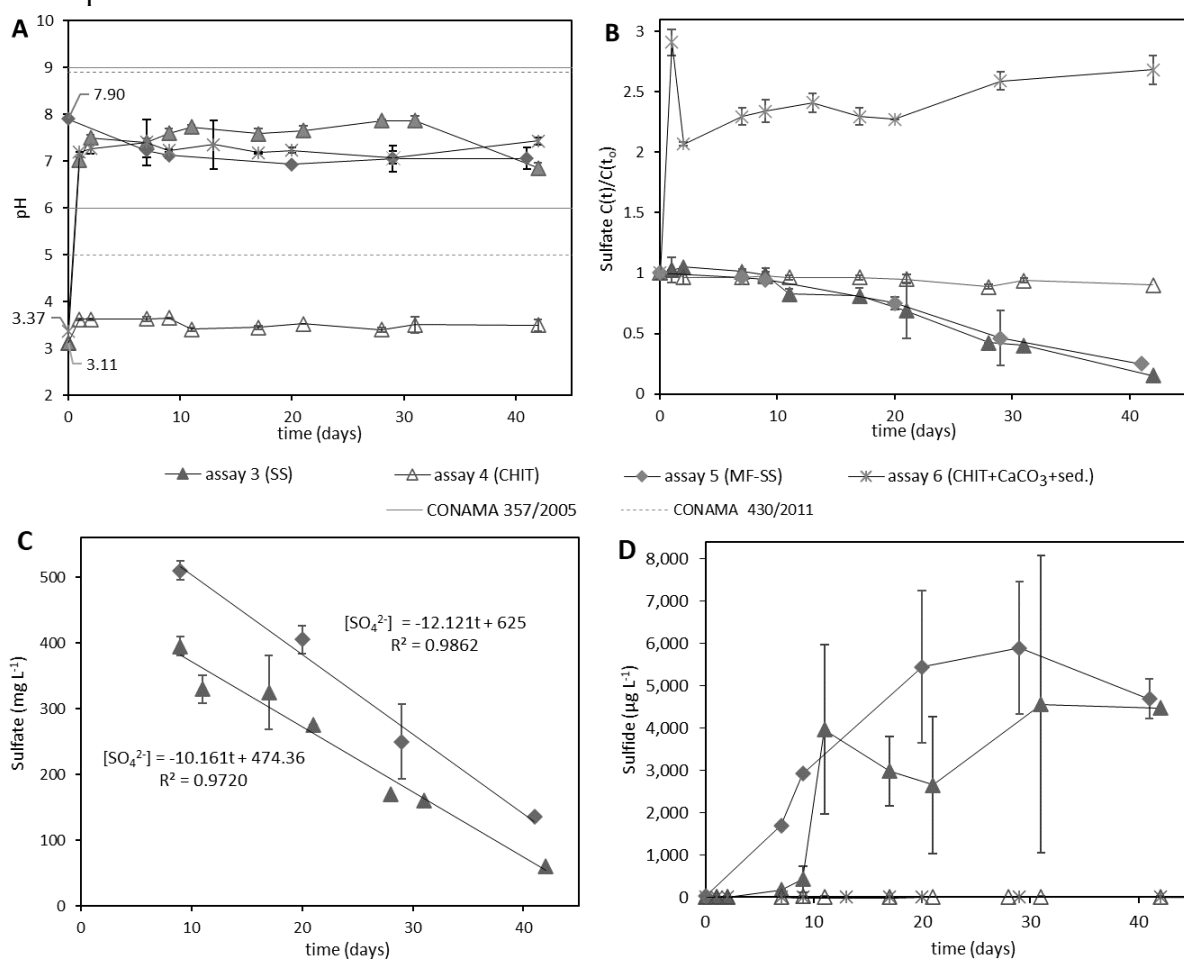 A
10
9
8
7
6
5
4
3
2
pH
7.90
3.37
3.11
0 10 20 30 40
time (days)
B
3
2.5
2
1.5
1
0.5
0
Sulfate C(t)/C(t₀)
0 10 20 30 40
time (days)
assay 3 (SS) assay 4 (CHIT) assay 5 (MF-SS) assay 6 (CHIT+CaCO₃+sed.)
CONAMA 357/2005 CONAMA 430/2011
C
500
400
300
200
100
0
Sulfate (mg L⁻¹)
[SO₄²⁻] = -12.121t + 625
R² = 0.9862
[SO₄²⁻] = -10.161t + 474.36
R² = 0.9720
0 10 20 30 40
time (days)
D
8,000
7,000
6,000
5,000
4,000
3,000
2,000
1,000
0
Sulfide (µg L⁻¹)
0 10 20 30 40
time (days)